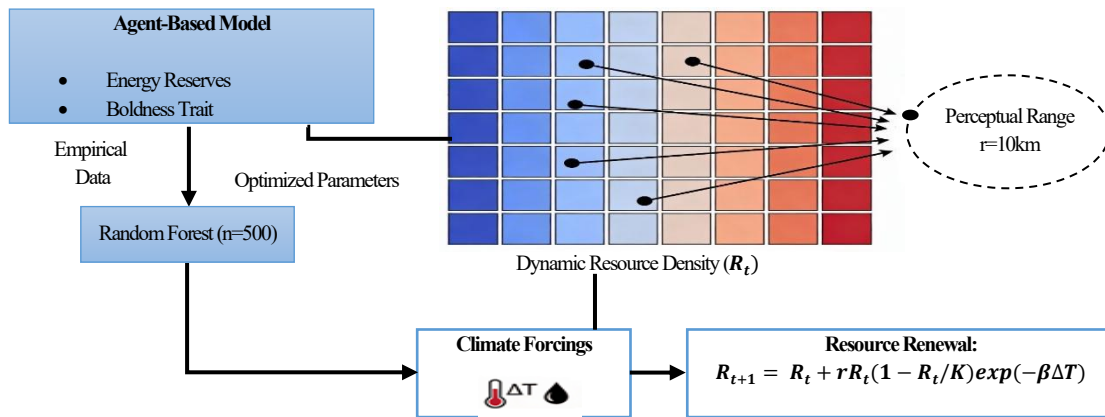 Agent-Based Model
• Energy Reserves
• Boldness Trait
Empirical
Data
Optimized Parameters
Random Forest (n=500)
Perceptual Range
r=10km
Dynamic Resource Density (R_t)
Climate Forcings
ΔT
Resource Renewal:
R_{t+1} = R_t + rR_t(1 − R_t/K)exp(−βΔT)